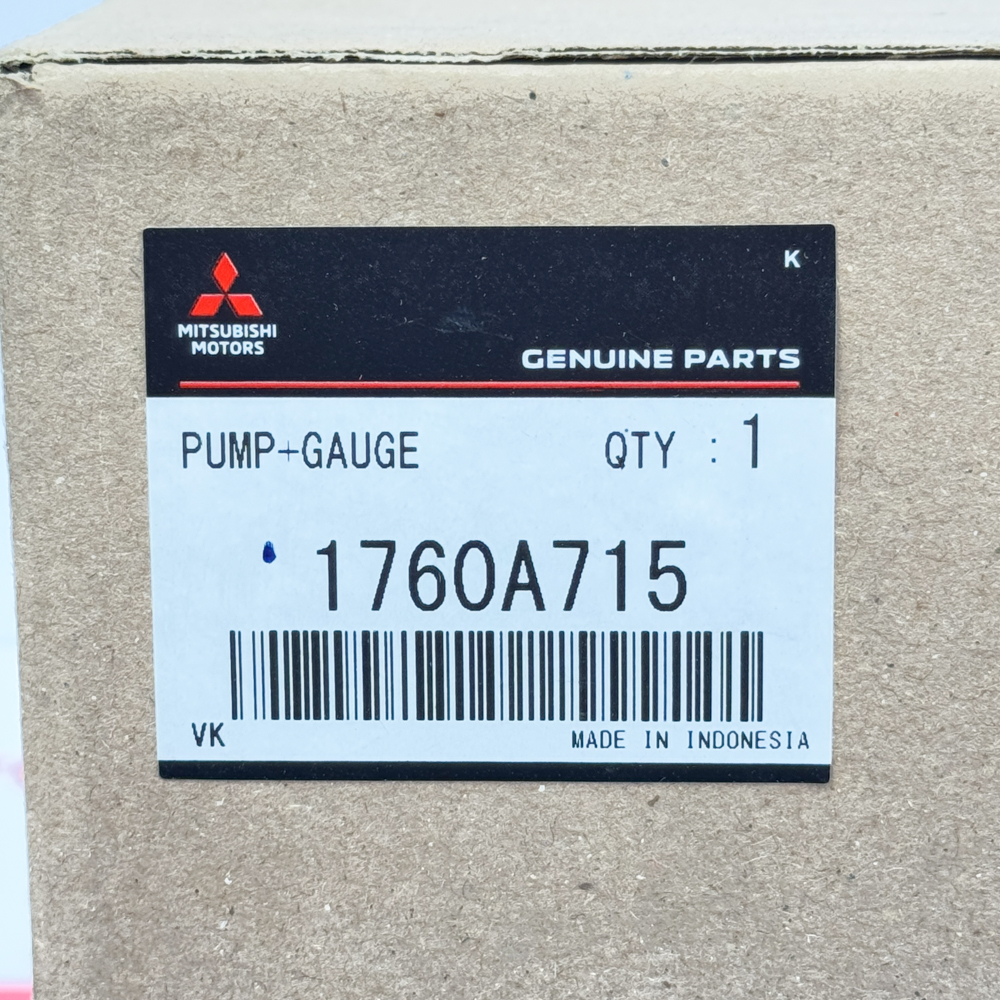 K
MITSUBISHI
MOTORS
GENUINE PARTS
PUMP+GAUGE QTY : 1
1760A715
VK MADE IN INDONESIA